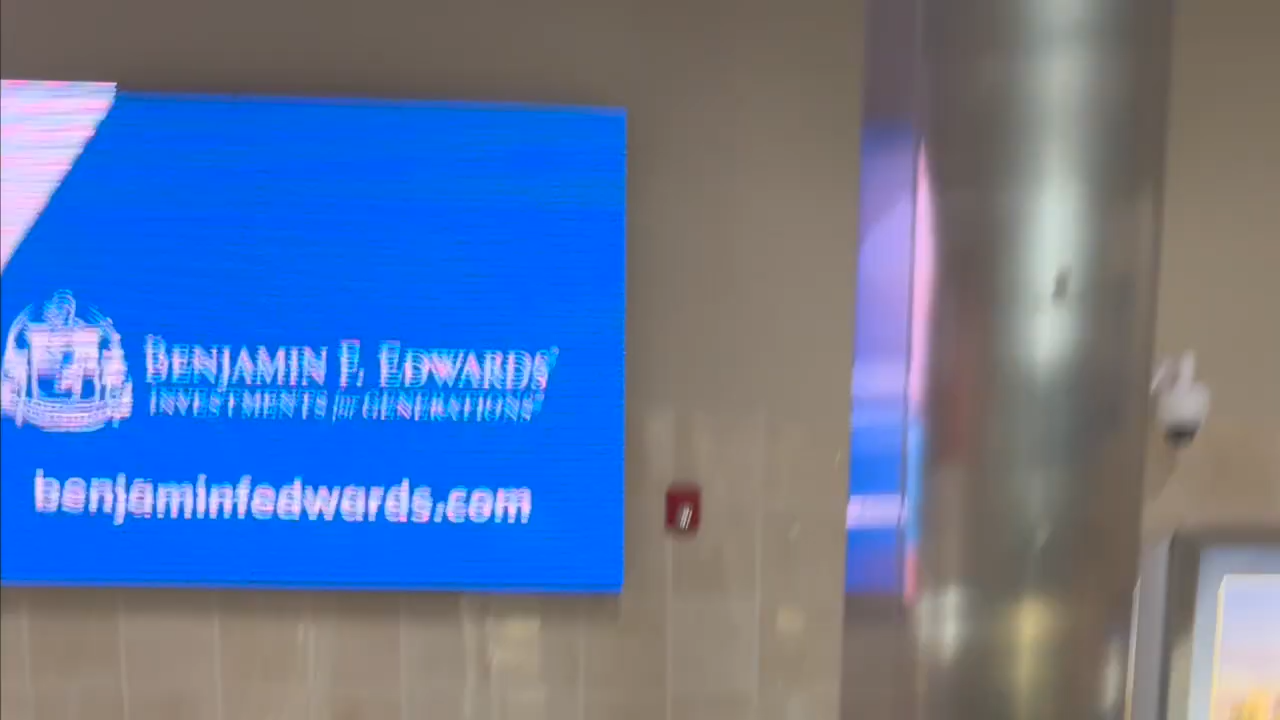 BENJAMIN F. EDWARDS®
INVESTMENTS for GENERATIONS®
benjaminfedwards.com